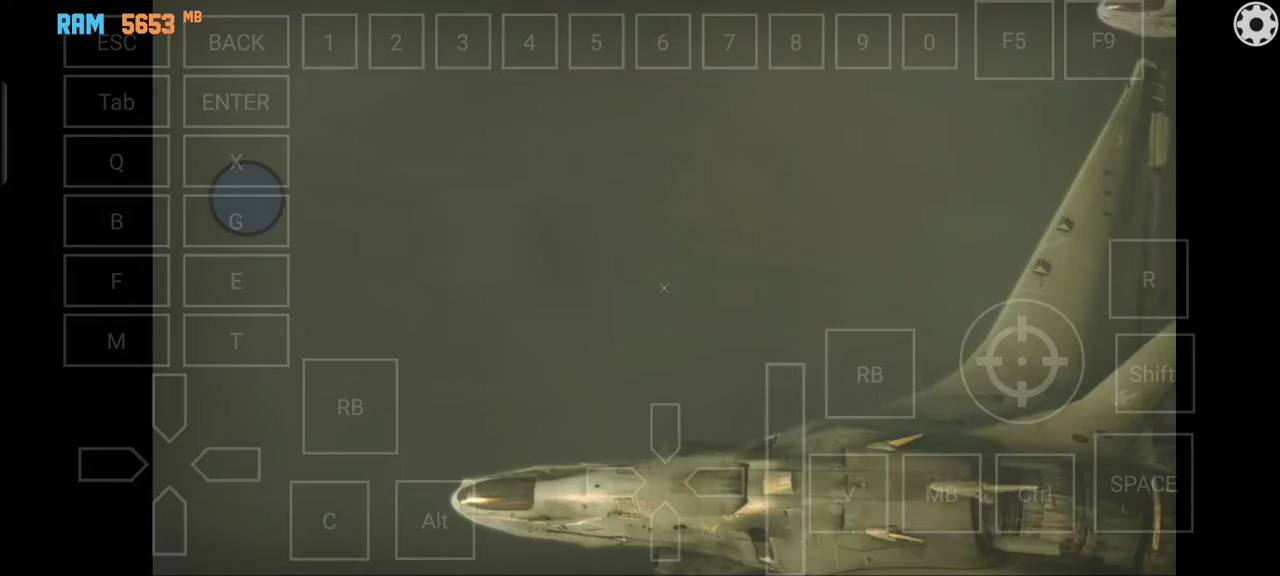 RAM 5653 MB
ESC BACK 1 2 3 4 5 6 7 8 9 0 F5 F9
Tab ENTER
Q X
B G
F E R
M T
RB RB Shift
C Alt V MB Ctrl SPACE